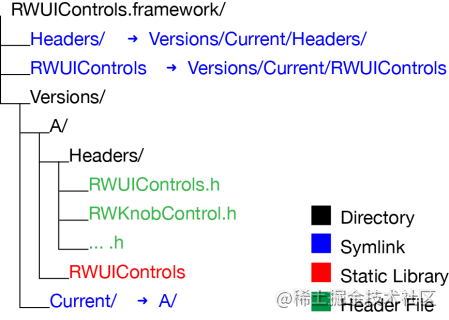 RWUIControls.framework/
Headers/ → Versions/Current/Headers/
RWUIControls → Versions/Current/RWUIControls
Versions/
A/
Headers/
RWUIControls.h
RWKnobControl.h
... .h
RWUIControls
Current/ → A/
Directory
Symlink
Static Library
Header File
@稀土掘金技术社区